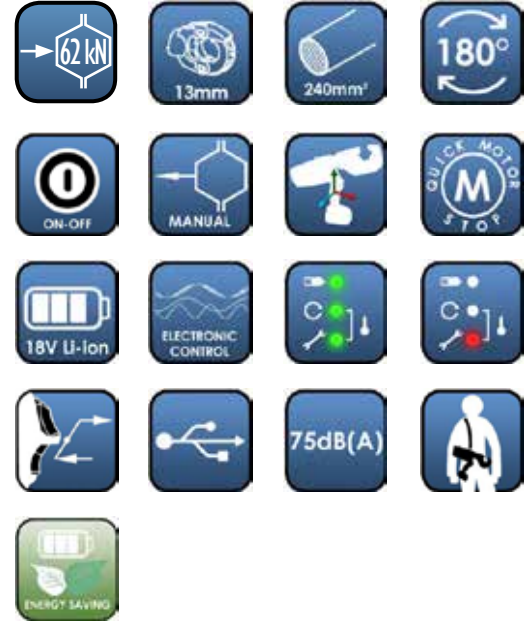 62 kN
13mm
240mm²
180°
ON-OFF
MANUAL
QUICK MOTOR
M
STOP
18V Li-Ion
ELECTRONIC
CONTROL
C
C
75dB(A)
ENERGY SAVING